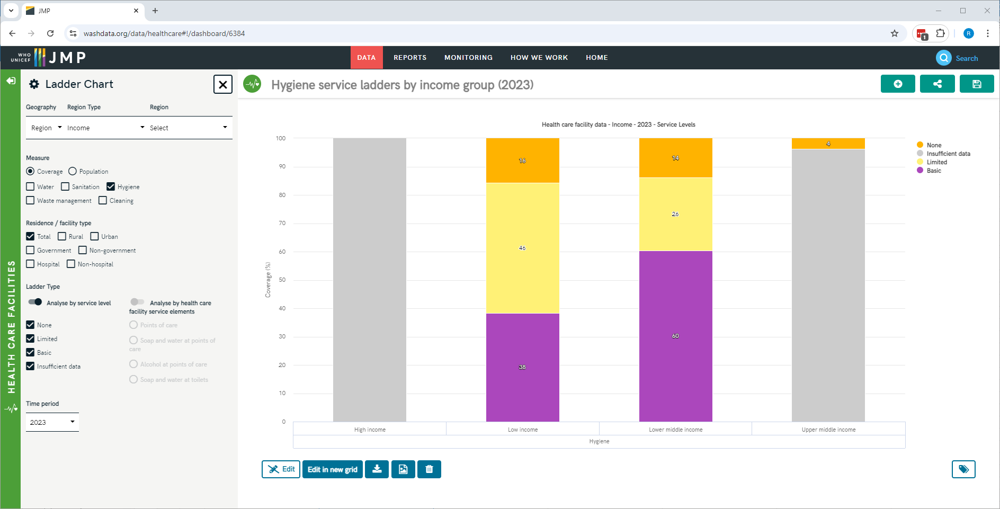 JMP
washdata.org/data/healthcare#!/dashboard/6384
1
R
WHO
UNICEF
JMP
DATA
REPORTS
MONITORING
HOW WE WORK
HOME
Search
HEALTH CARE FACILITIES
Ladder Chart
Geography Region Type Region
Region Income Select
Measure
Coverage Population
Water Sanitation Hygiene
Waste management Cleaning
Residence / facility type
Total Rural Urban
Government Non-government
Hospital Non-hospital
Ladder Type
Analyse by service level
None
Limited
Basic
Insufficient data
Analyse by health care
facility service elements
Points of care
Soap and water at points of
care
Alcohol at points of care
Soap and water at toilets
Time period
2023
Hygiene service ladders by income group (2023)
Health care facility data - Income - 2023 - Service Levels
Coverage (%)
100
90
80
70
60
50
40
30
20
10
0
16
46
38
14
26
60
4
High income Low income Lower middle income Upper middle income
Hygiene
None
Insufficient data
Limited
Basic
Edit
Edit in new grid